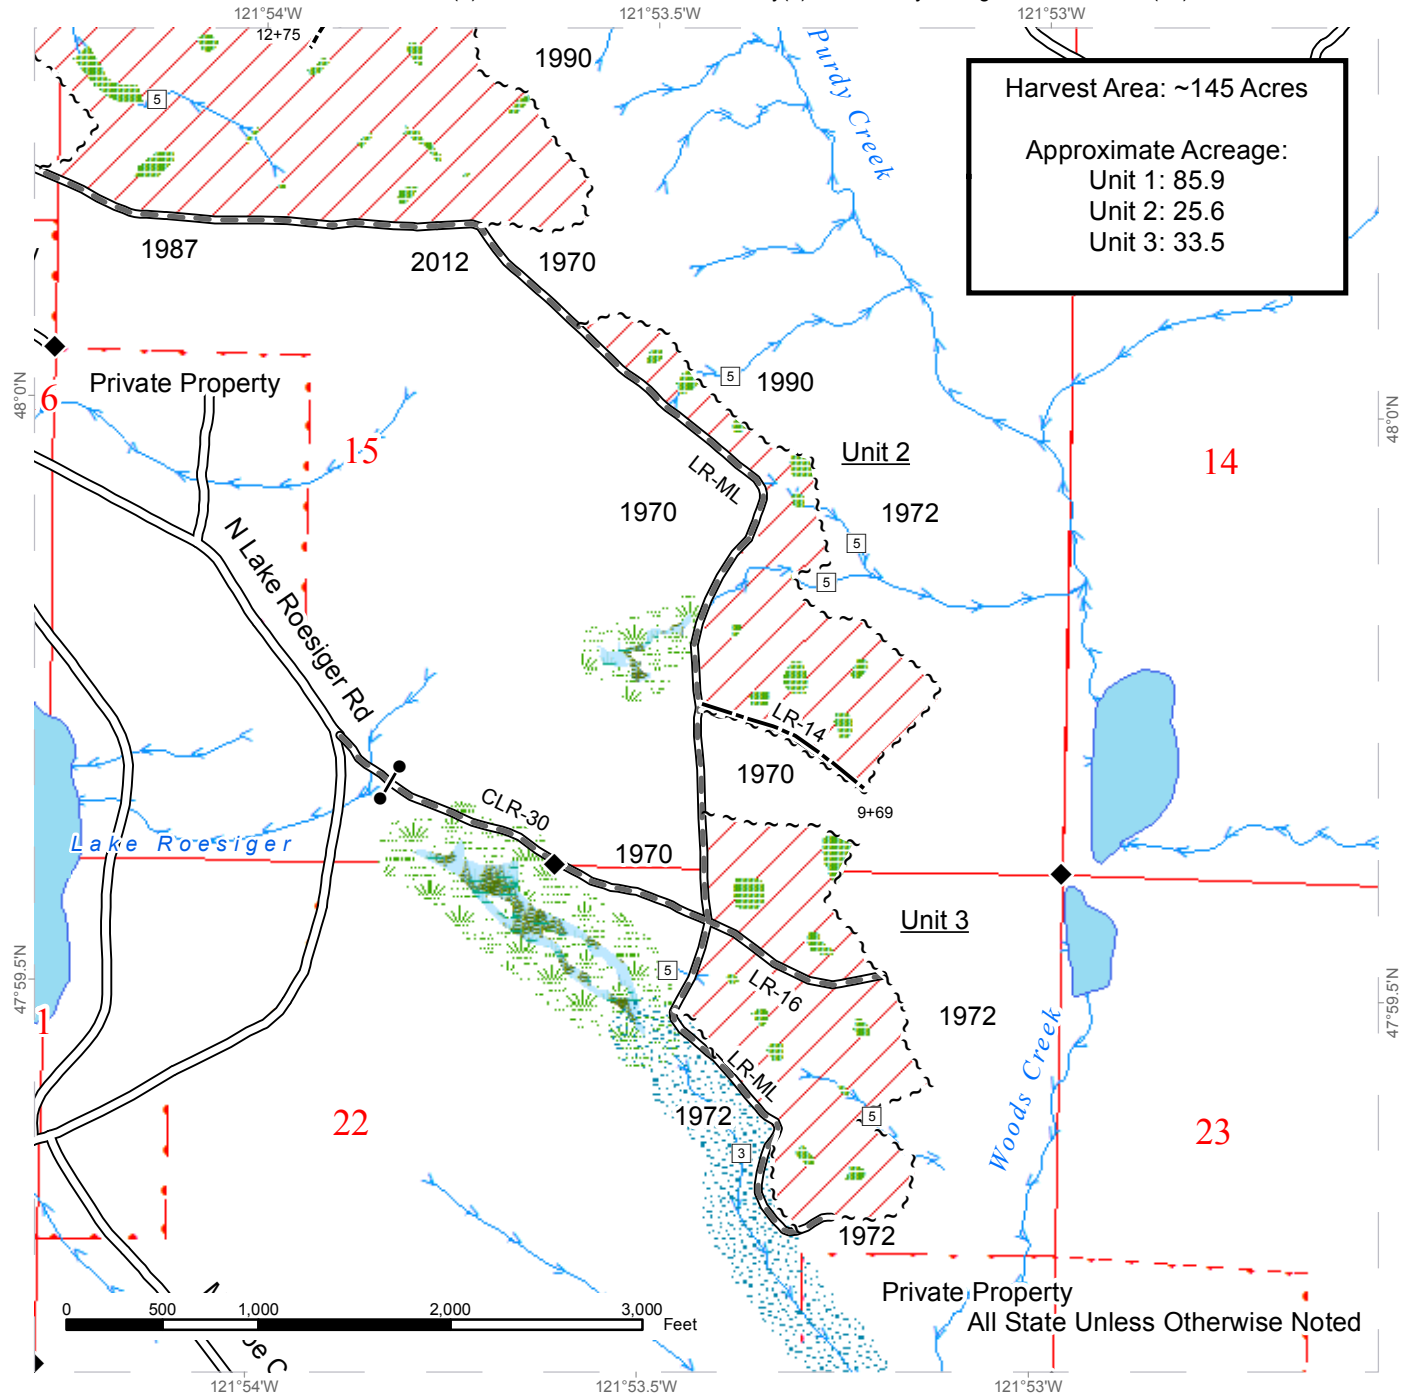 121°54'W
121°53.5'W
121°53'W
12+75
1990
Purdy Creek
Harvest Area: ~145 Acres
Approximate Acreage:
Unit 1: 85.9
Unit 2: 25.6
Unit 3: 33.5
5
1987
2012
1970
Private Property
5
1990
48°0'N
6
48°0'N
15
Unit 2
14
LR-ML
1970
1972
5
5
N Lake Roesiger Rd
LR-14
1970
9+69
CLR-30
Lake Roesiger
1970
Unit 3
5
LR-16
47°59.5'N
47°59.5'N
1
1972
Woods Creek
LR-ML
1972
5
22
23
3
1972
Private Property
All State Unless Otherwise Noted
0
500
1,000
2,000
3,000
Feet
121°54'W
121°53.5'W
121°53'W